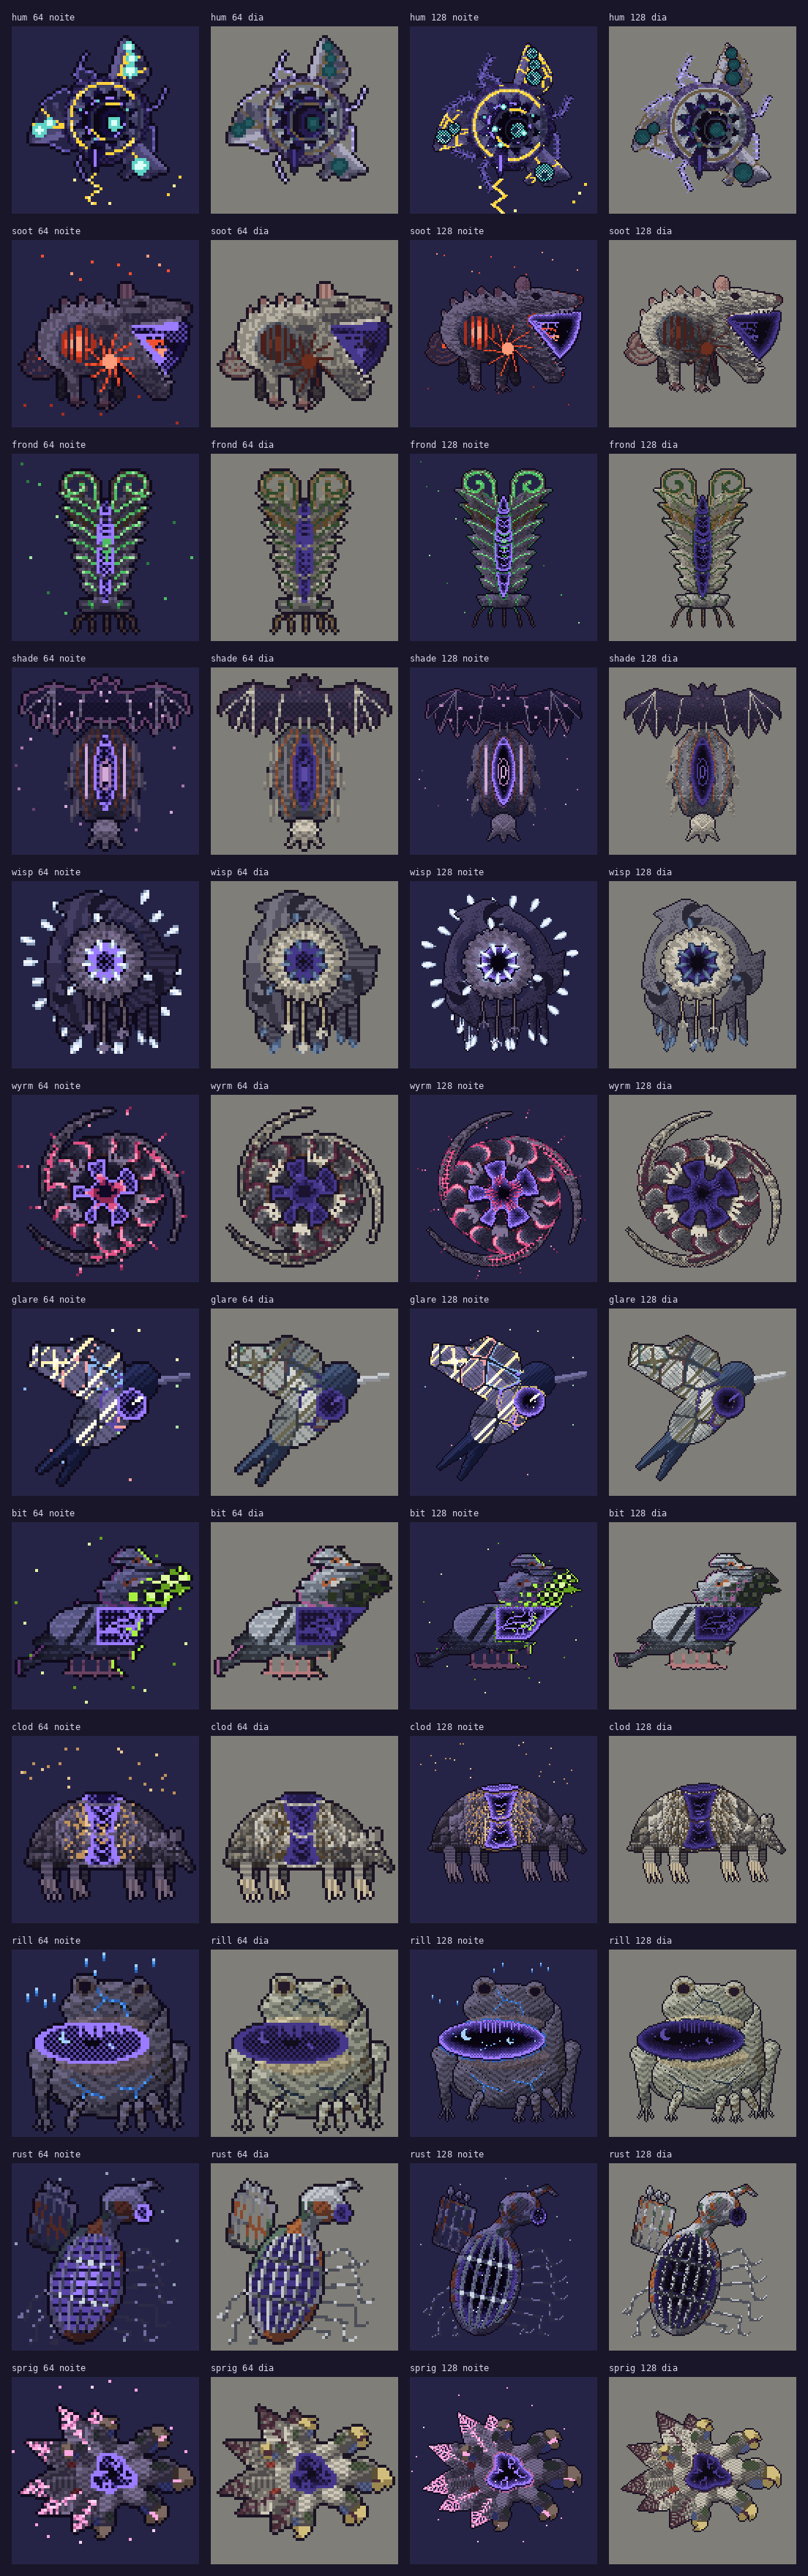 hum 64 noite hum 64 dia hum 128 noite hum 128 dia
soot 64 noite soot 64 dia soot 128 noite soot 128 dia
frond 64 noite frond 64 dia frond 128 noite frond 128 dia
shade 64 noite shade 64 dia shade 128 noite shade 128 dia
wisp 64 noite wisp 64 dia wisp 128 noite wisp 128 dia
wyrm 64 noite wyrm 64 dia wyrm 128 noite wyrm 128 dia
glare 64 noite glare 64 dia glare 128 noite glare 128 dia
bit 64 noite bit 64 dia bit 128 noite bit 128 dia
clod 64 noite clod 64 dia clod 128 noite clod 128 dia
rill 64 noite rill 64 dia rill 128 noite rill 128 dia
rust 64 noite rust 64 dia rust 128 noite rust 128 dia
sprig 64 noite sprig 64 dia sprig 128 noite sprig 128 dia